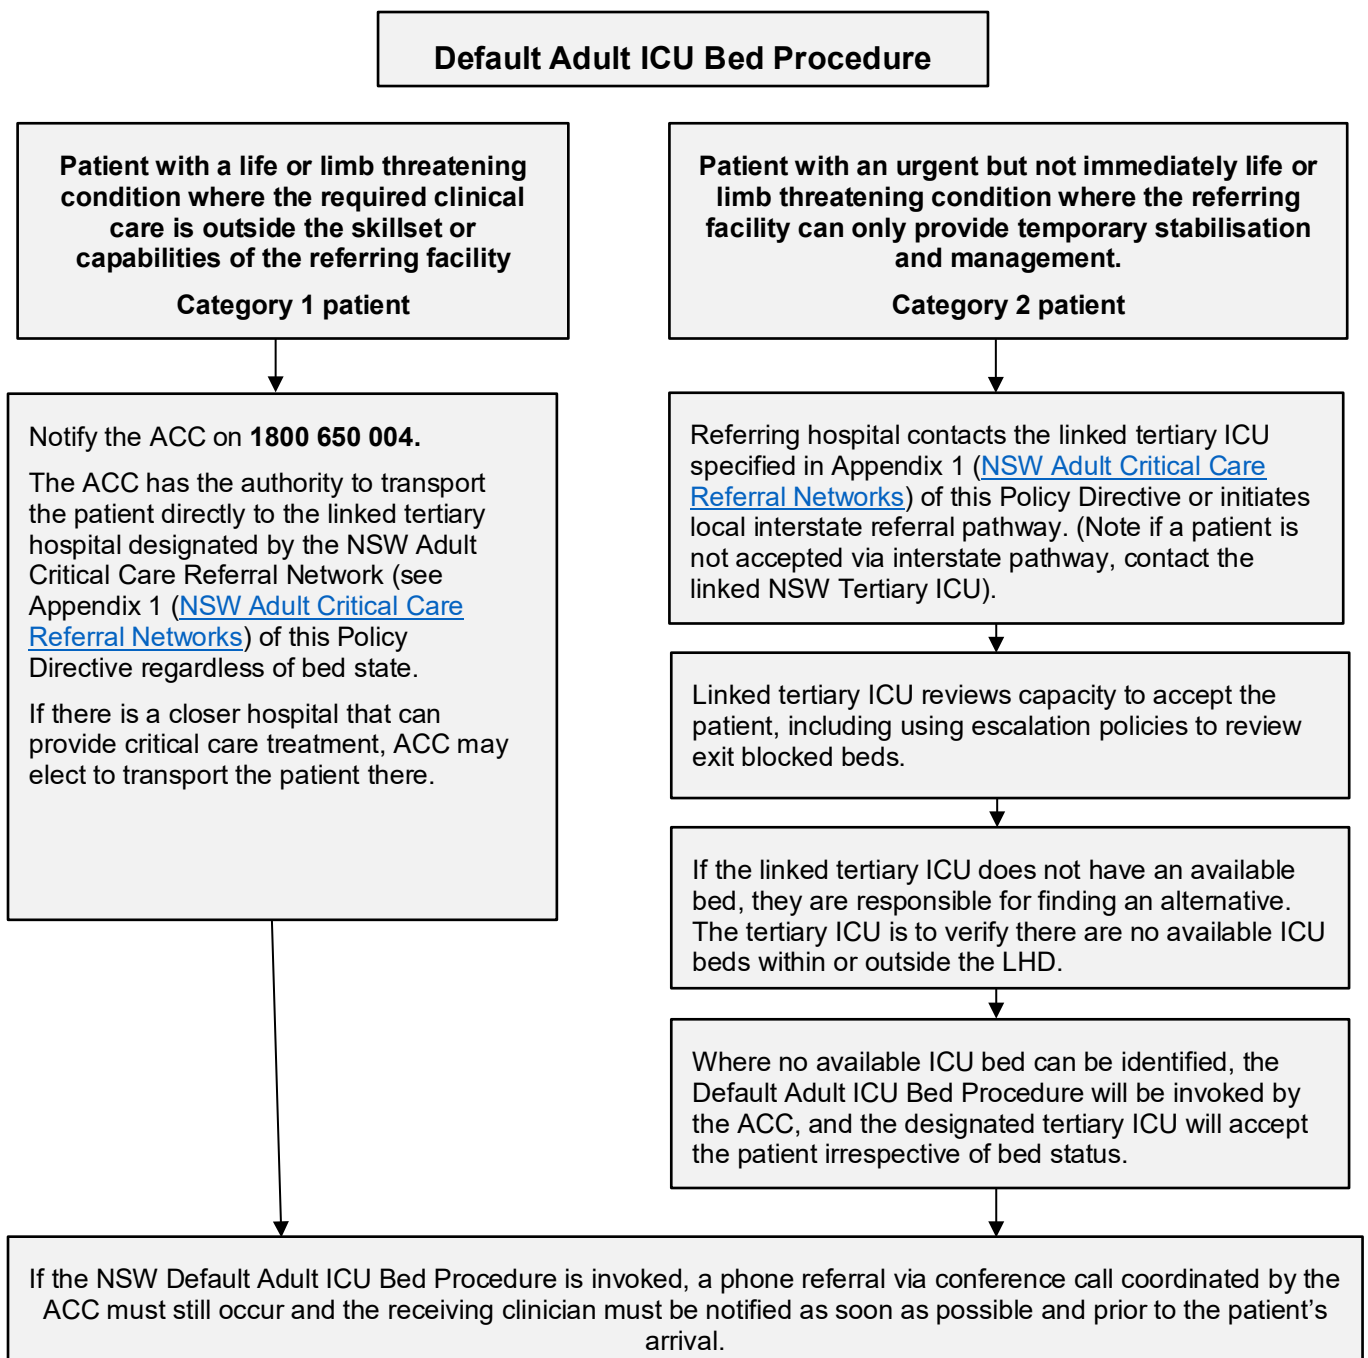 Default Adult ICU Bed Procedure
Patient with a life or limb threatening
condition where the required clinical
care is outside the skillset or
capabilities of the referring facility
Category 1 patient
Patient with an urgent but not immediately life or
limb threatening condition where the referring
facility can only provide temporary stabilisation
and management.
Category 2 patient
Notify the ACC on 1800 650 004.
The ACC has the authority to transport
the patient directly to the linked tertiary
hospital designated by the NSW Adult
Critical Care Referral Network (see
Appendix 1 (NSW Adult Critical Care
Referral Networks) of this Policy
Directive regardless of bed state.
If there is a closer hospital that can
provide critical care treatment, ACC may
elect to transport the patient there.
Referring hospital contacts the linked tertiary ICU
specified in Appendix 1 (NSW Adult Critical Care
Referral Networks) of this Policy Directive or initiates
local interstate referral pathway. (Note if a patient is
not accepted via interstate pathway, contact the
linked NSW Tertiary ICU).
Linked tertiary ICU reviews capacity to accept the
patient, including using escalation policies to review
exit blocked beds.
If the linked tertiary ICU does not have an available
bed, they are responsible for finding an alternative.
The tertiary ICU is to verify there are no available ICU
beds within or outside the LHD.
Where no available ICU bed can be identified, the
Default Adult ICU Bed Procedure will be invoked by
the ACC, and the designated tertiary ICU will accept
the patient irrespective of bed status.
If the NSW Default Adult ICU Bed Procedure is invoked, a phone referral via conference call coordinated by the
ACC must still occur and the receiving clinician must be notified as soon as possible and prior to the patient’s
arrival.